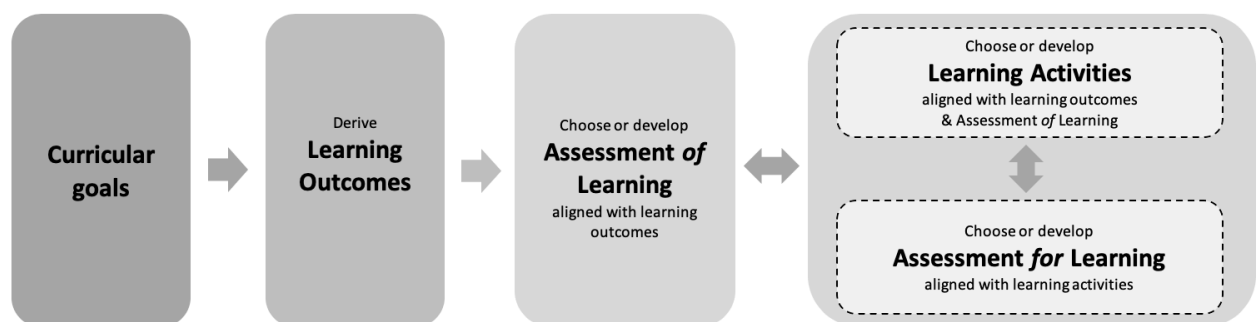 Curricular
goals
Derive
Learning
Outcomes
Choose or develop
Assessment of
Learning
aligned with learning
outcomes
Choose or develop
Learning Activities
aligned with learning outcomes
& Assessment of Learning
Choose or develop
Assessment for Learning
aligned with learning activities